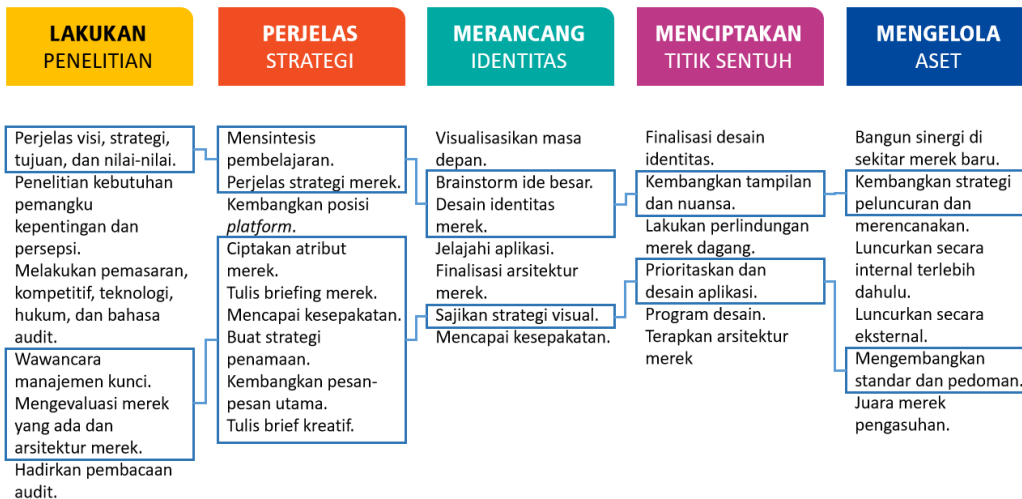 LAKUKAN
PENELITIAN
Perjelas visi, strategi,
tujuan, dan nilai-nilai.
Penelitian kebutuhan
pemangku
kepentingan dan
persepsi.
Melakukan pemasaran,
kompetitif, teknologi,
hukum, dan bahasa
audit.
Wawancara
manajemen kunci.
Mengevaluasi merek
yang ada dan
arsitektur merek.
Hadirkan pembacaan
audit.
PERJELAS
STRATEGI
Mensintesis
pembelajaran.
Perjelas strategi merek.
Kembangkan posisi
platform.
Ciptakan atribut
merek.
Tulis briefing merek.
Mencapai kesepakatan.
Buat strategi
penamaan.
Kembangkan pesan-
pesan utama.
Tulis brief kreatif.
MERANCANG
IDENTITAS
Visualisasikan masa
depan.
Brainstorm ide besar.
Desain identitas
merek.
Jelajahi aplikasi.
Finalisasi arsitektur
merek.
Sajikan strategi visual.
Mencapai kesepakatan.
MENCIPTAKAN
TITIK SENTUH
Finalisasi desain
identitas.
Kembangkan tampilan
dan nuansa.
Lakukan perlindungan
merek dagang.
Prioritaskan dan
desain aplikasi.
Program desain.
Terapkan arsitektur
merek
MENGELOLA
ASET
Bangun sinergi di
sekitar merek baru.
Kembangkan strategi
peluncuran dan
merencanakan.
Luncurkan secara
internal terlebih
dahulu.
Luncurkan secara
eksternal.
Mengembangkan
standar dan pedoman.
Juara merek
pengasuhan.